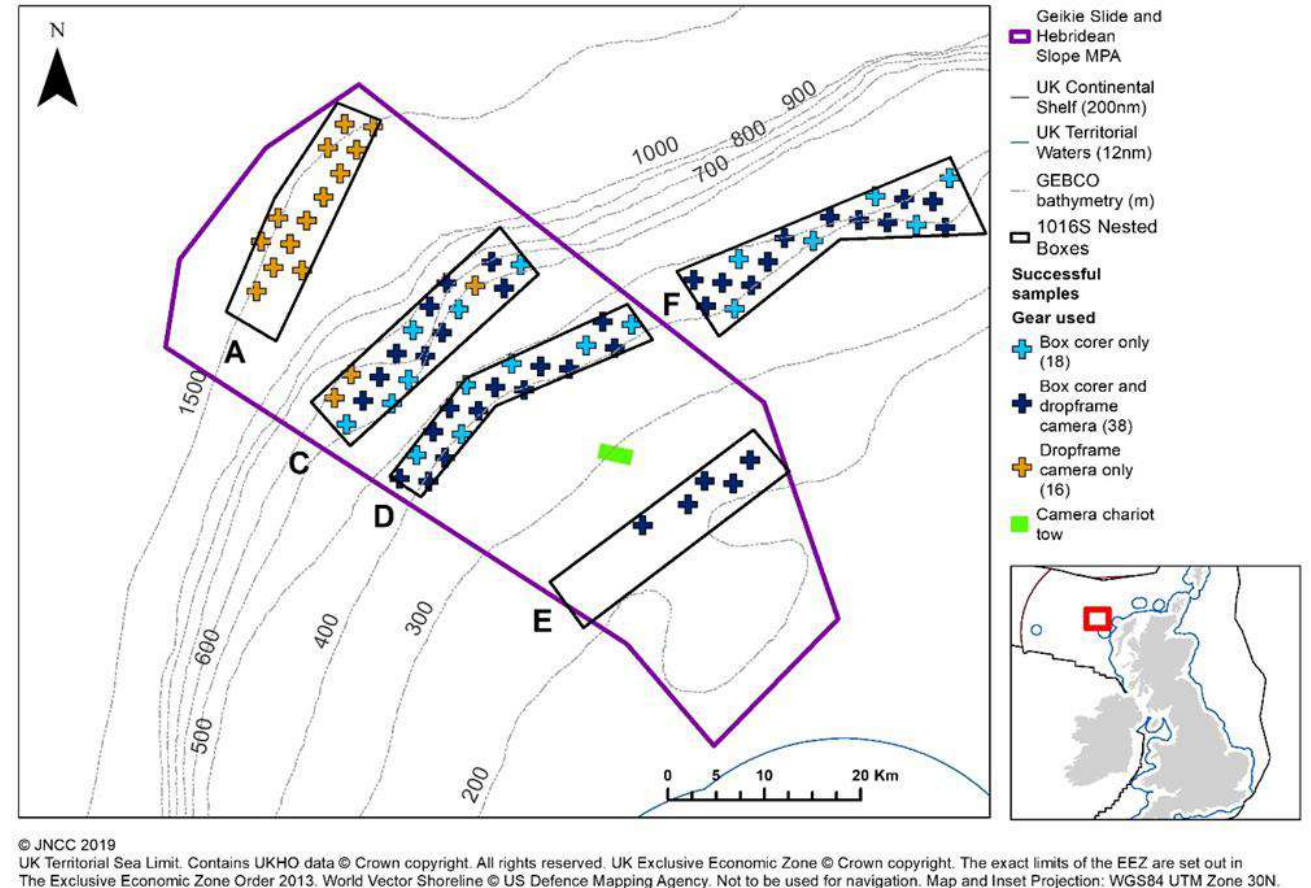 N
1000
900
800
700
1500
600
500
400
300
200
A
C
D
E
F
0 5 10 20 Km
Geikie Slide and
Hebridean
Slope MPA
UK Continental
Shelf (200nm)
UK Territorial
Waters (12nm)
GEBCO
bathymetry (m)
1016S Nested
Boxes
Successful
samples
Gear used
Box corer only
(18)
Box corer and
dropframe
camera (38)
Dropframe
camera only
(16)
Camera chariot
tow
© JNCC 2019
UK Territorial Sea Limit. Contains UKHO data © Crown copyright. All rights reserved. UK Exclusive Economic Zone © Crown copyright. The exact limits of the EEZ are set out in
The Exclusive Economic Zone Order 2013. World Vector Shoreline © US Defence Mapping Agency. Not to be used for navigation. Map and Inset Projection: WGS84 UTM Zone 30N.